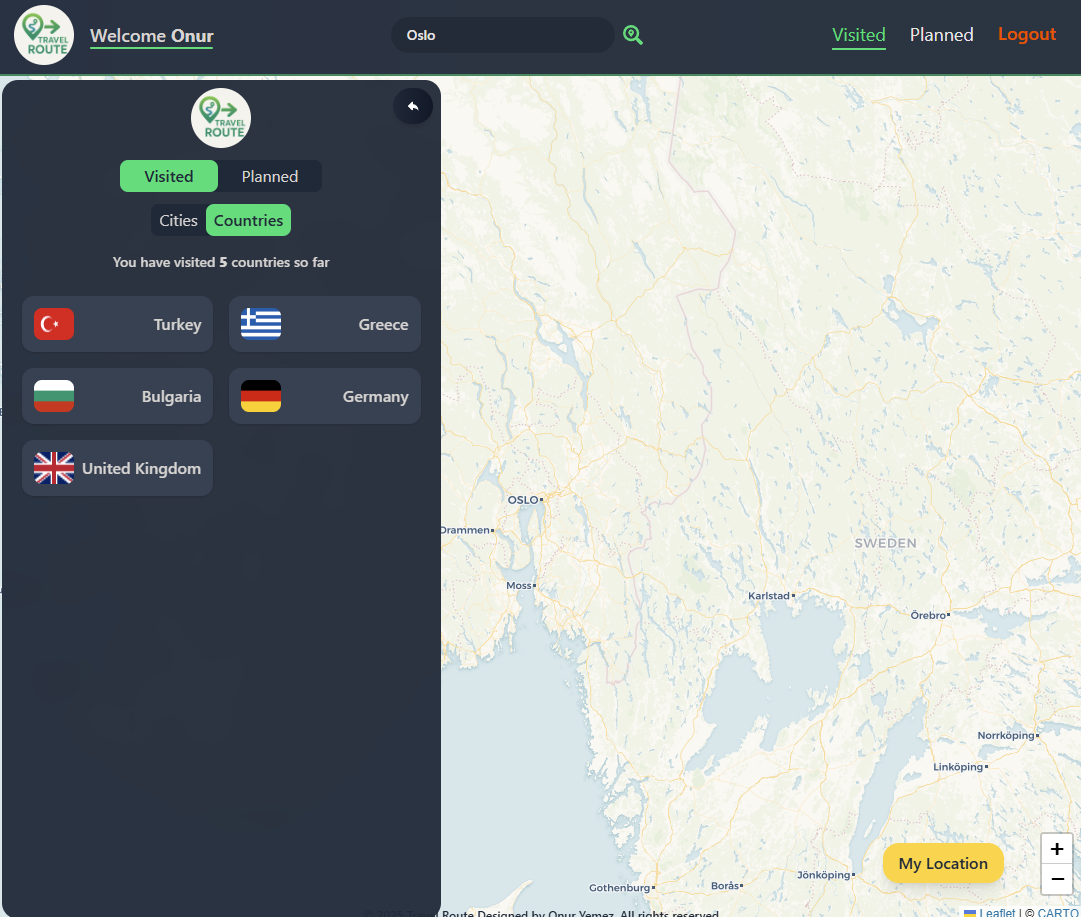 TRAVEL
ROUTE
Welcome Onur
Oslo
Visited
Planned
Logout
TRAVEL
ROUTE
Visited
Planned
Cities
Countries
You have visited 5 countries so far
Turkey
Greece
Bulgaria
Germany
United Kingdom
OSLO
Drammen
SWEDEN
Moss
Karlstad
Örebro
Norrköping
Linköping
My Location
+
−
Jönköping
Borås
Gothenburg
Travel Route Designed by Onur Yemez. All rights reserved
Leaflet | © CARTO